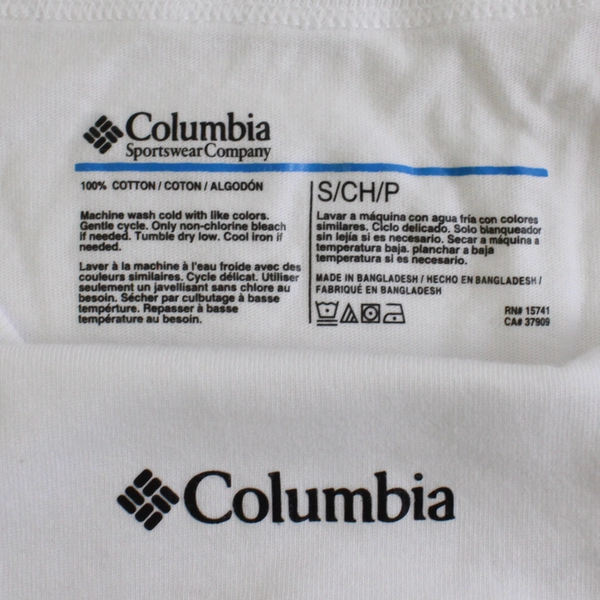 Columbia
Sportswear Company
100% COTTON / COTON / ALGODÓN
Machine wash cold with like colors.
Gentle cycle. Only non-chlorine bleach
if needed. Tumble dry low. Cool iron if
needed.
Laver à la machine à l'eau froide avec des
couleurs similaires. Cycle délicat. Utiliser
seulement un javellisant sans chlore au
besoin. Sécher par culbutage à basse
tempérture. Repasser à basse
température au besoin.
S/CH/P
Lavar a máquina con agua fría con colores
similares. Ciclo delicado. Solo blanqueador
sin lejía si es necesario. Secar a máquina a
temperatura baja. planchar a baja
temperatura si es necesario.
MADE IN BANGLADESH / HECHO EN BANGLADESH /
FABRIQUÉ EN BANGLADESH
RN# 15741
CA# 37909
Columbia